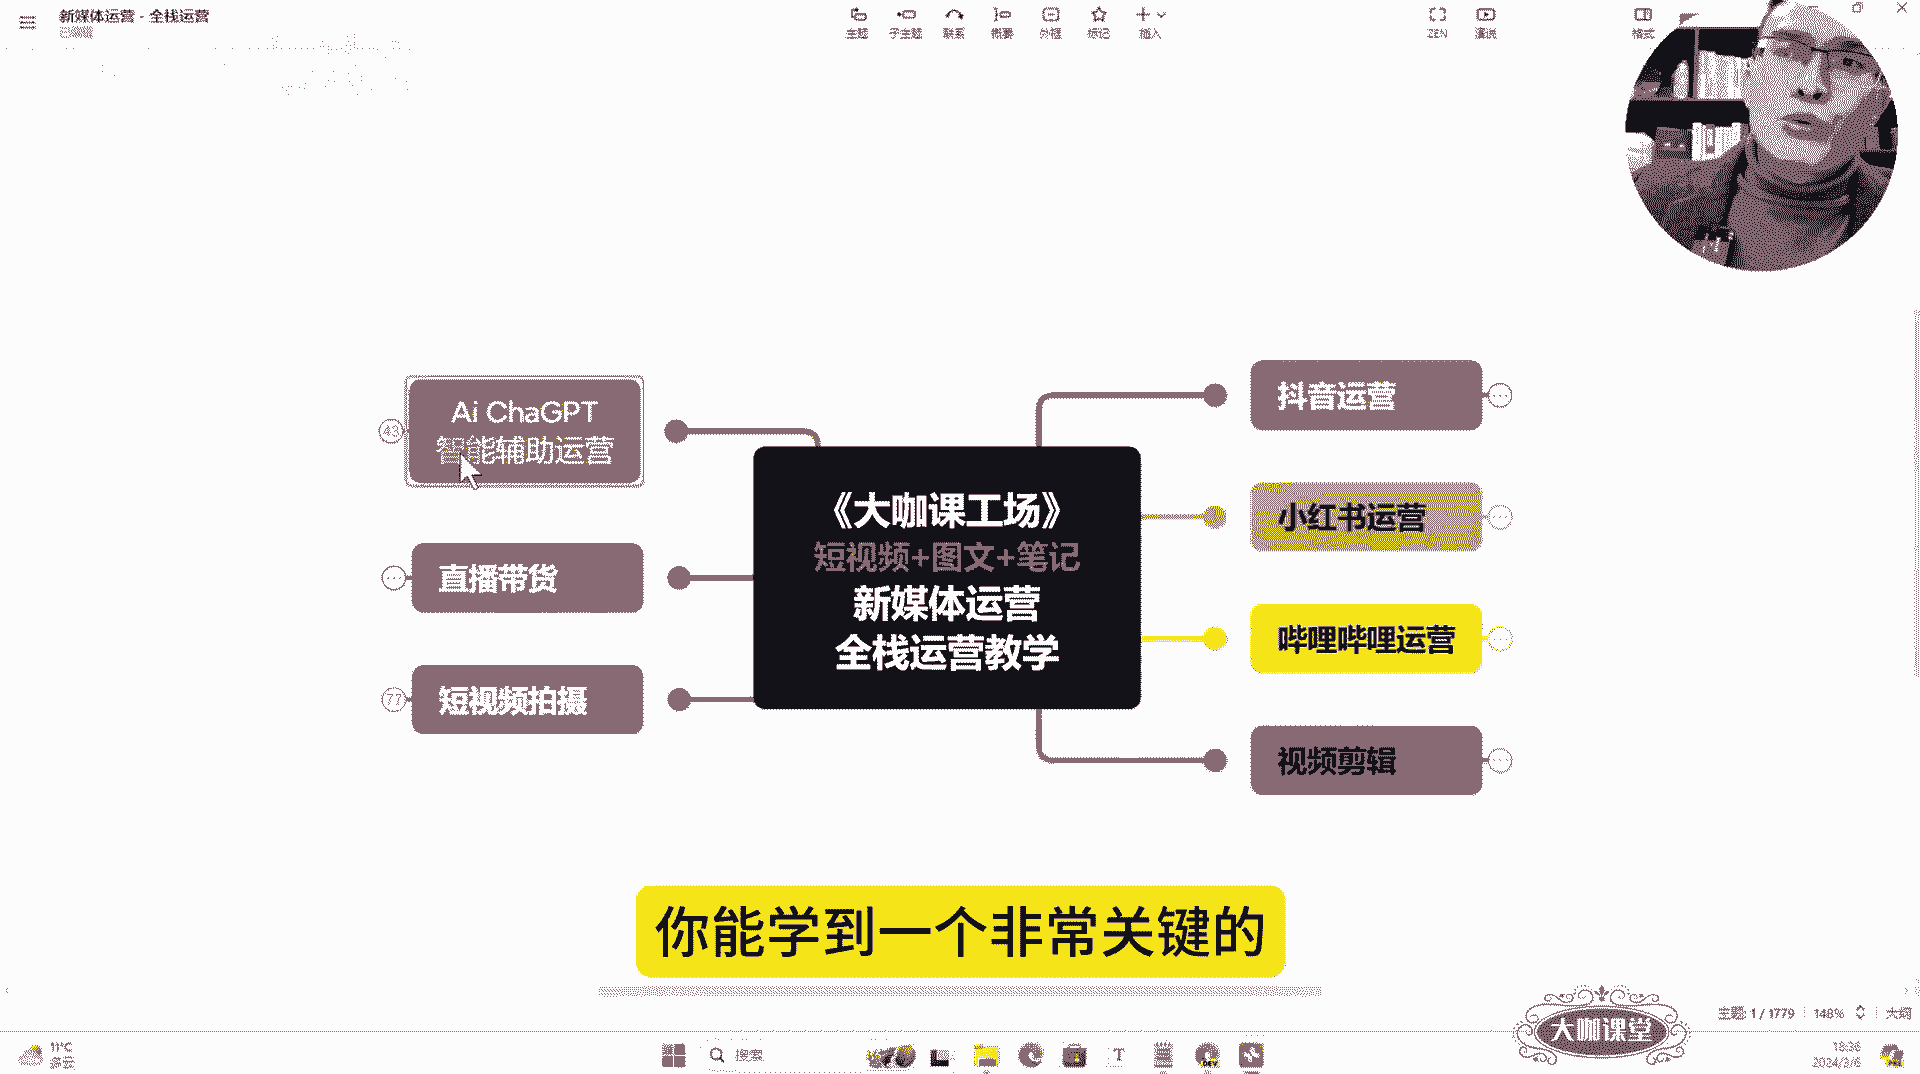 新媒体运营 - 全栈运营
已编辑
主题
子主题
联系
概要
外框
标记
插入
ZEN
演说
格式
Ai ChaGPT
智能辅助运营
43
直播带货
短视频拍摄
77
《大咖课工场》
短视频+图文+笔记
新媒体运营
全栈运营教学
抖音运营
小红书运营
哔哩哔哩运营
视频剪辑
你能学到一个非常关键的
大咖课堂
主题: 1 / 1779
148%
大纲
11°C
多云
搜索
T
18:36
2024/3/6